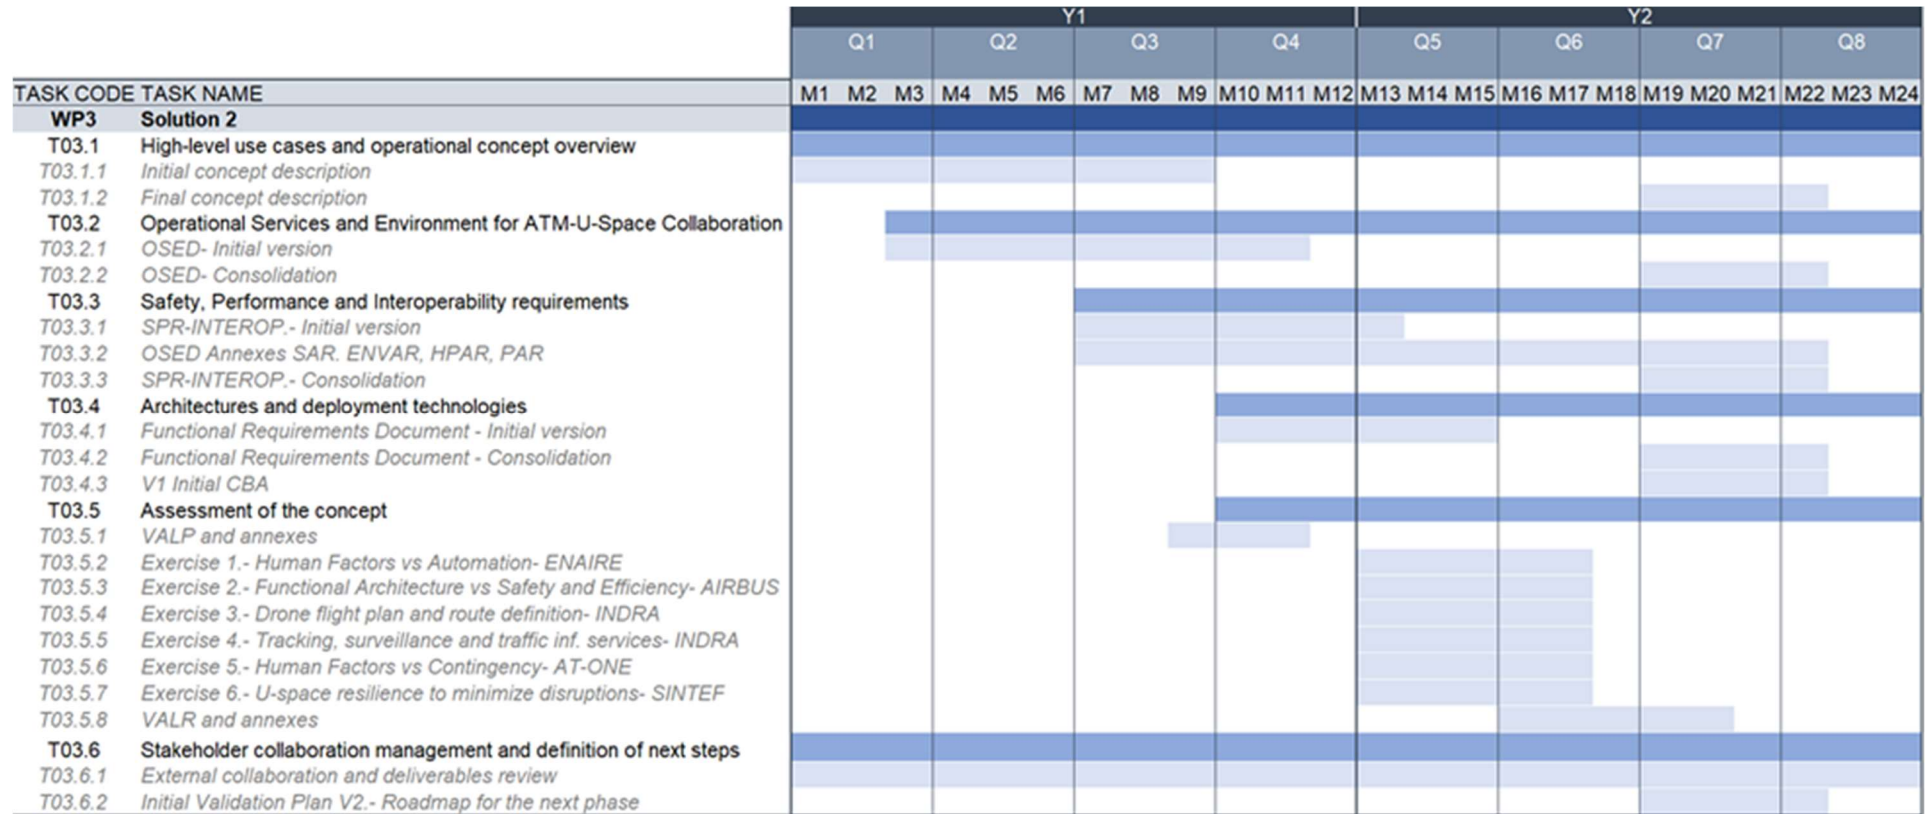 Y1 Y2
Q1 Q2 Q3 Q4 Q5 Q6 Q7 Q8
TASK CODE TASK NAME M1 M2 M3 M4 M5 M6 M7 M8 M9 M10 M11 M12 M13 M14 M15 M16 M17 M18 M19 M20 M21 M22 M23 M24
WP3 Solution 2
T03.1 High-level use cases and operational concept overview
T03.1.1 Initial concept description
T03.1.2 Final concept description
T03.2 Operational Services and Environment for ATM-U-Space Collaboration
T03.2.1 OSED- Initial version
T03.2.2 OSED- Consolidation
T03.3 Safety, Performance and Interoperability requirements
T03.3.1 SPR-INTEROP.- Initial version
T03.3.2 OSED Annexes SAR. ENVAR, HPAR, PAR
T03.3.3 SPR-INTEROP.- Consolidation
T03.4 Architectures and deployment technologies
T03.4.1 Functional Requirements Document - Initial version
T03.4.2 Functional Requirements Document - Consolidation
T03.4.3 V1 Initial CBA
T03.5 Assessment of the concept
T03.5.1 VALP and annexes
T03.5.2 Exercise 1.- Human Factors vs Automation- ENAIRE
T03.5.3 Exercise 2.- Functional Architecture vs Safety and Efficiency- AIRBUS
T03.5.4 Exercise 3.- Drone flight plan and route definition- INDRA
T03.5.5 Exercise 4.- Tracking, surveillance and traffic inf. services- INDRA
T03.5.6 Exercise 5.- Human Factors vs Contingency- AT-ONE
T03.5.7 Exercise 6.- U-space resilience to minimize disruptions- SINTEF
T03.5.8 VALR and annexes
T03.6 Stakeholder collaboration management and definition of next steps
T03.6.1 External collaboration and deliverables review
T03.6.2 Initial Validation Plan V2.- Roadmap for the next phase